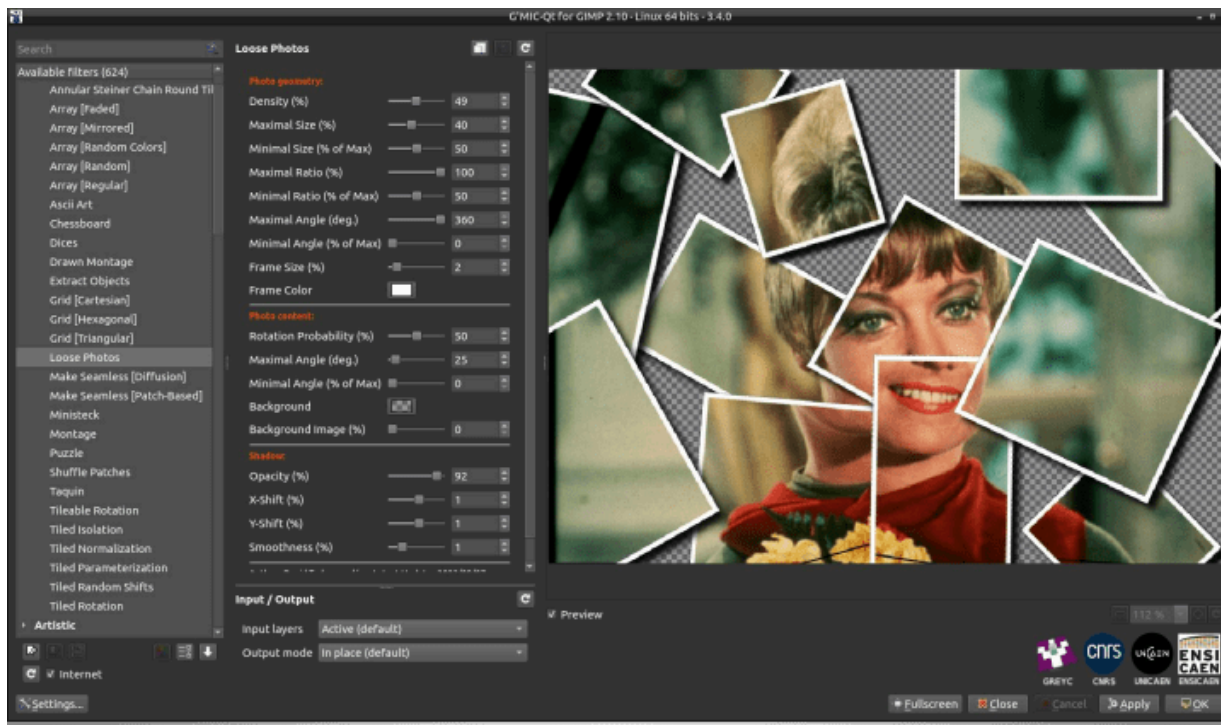 G'MIC-Qt for GIMP 2.10 - Linux 64 bits - 3.4.0
Search
Available filters (624)
Annular Steiner Chain Round Til
Array [Faded]
Array [Mirrored]
Array [Random Colors]
Array [Random]
Array [Regular]
Ascii Art
Chessboard
Dices
Drawn Montage
Extract Objects
Grid [Cartesian]
Grid [Hexagonal]
Grid [Triangular]
Loose Photos
Make Seamless [Diffusion]
Make Seamless [Patch-Based]
Ministeck
Montage
Puzzle
Shuffle Patches
Taquin
Tileable Rotation
Tiled Isolation
Tiled Normalization
Tiled Parameterization
Tiled Random Shifts
Tiled Rotation
Artistic
Internet
Settings...
Loose Photos
Photo geometry:
Density (%) 49
Maximal Size (%) 40
Minimal Size (% of Max) 50
Maximal Ratio (%) 100
Minimal Ratio (% of Max) 50
Maximal Angle (deg.) 360
Minimal Angle (% of Max) 0
Frame Size (%) 2
Frame Color
Photo content:
Rotation Probability (%) 50
Maximal Angle (deg.) 25
Minimal Angle (% of Max) 0
Background
Background Image (%) 0
Shadow:
Opacity (%) 92
X-Shift (%) 1
Y-Shift (%) 1
Smoothness (%) 1
Input / Output
Input layers Active (default)
Output mode In place (default)
Preview
112 %
GREYC
cnrs
CNRS
UNICAEN
UNICAEN
ENSI
CAEN
ENSICAEN
Fullscreen
Close
Cancel
Apply
OK